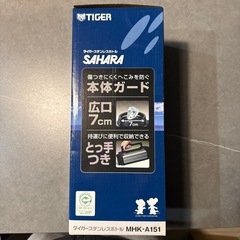 TIGER
タイガーステンレスボトル
SAHARA
傷つきにくくへこみを防ぐ
本体ガード
広口
7cm
7cm
持運びに便利で収納できる
とっ手
つき
タイガーステンレスボトル MHK-A151